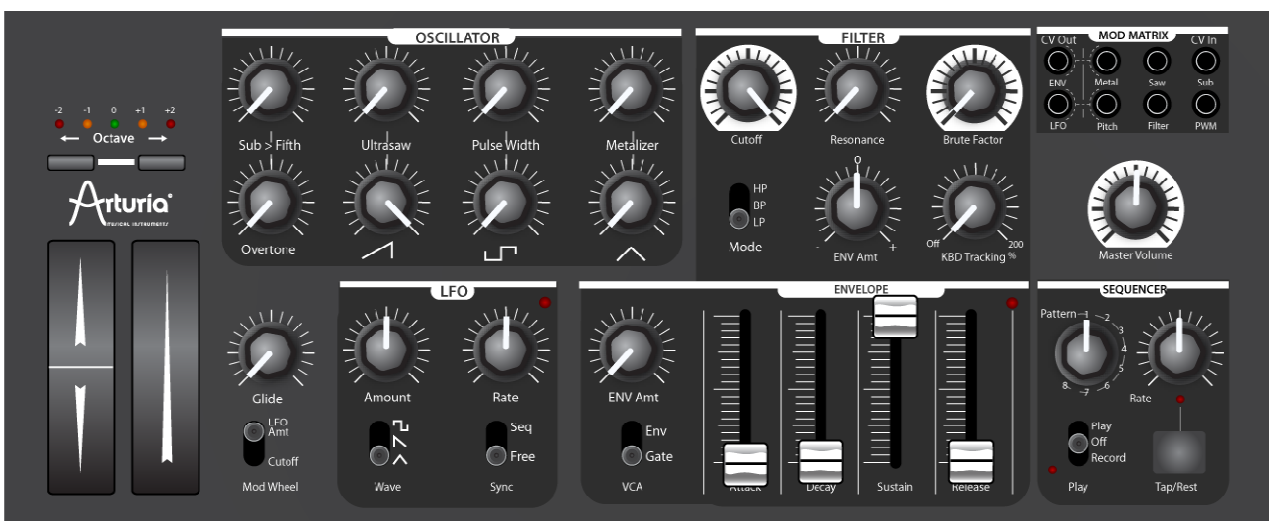 OSCILLATOR
FILTER
MOD MATRIX
CV Out
CV In
ENV
Metal
Saw
Sub
LFO
Pitch
Filter
PWM
-2 -1 0 +1 +2
Octave
Sub > Fifth
Ultrasaw
Pulse Width
Metalizer
Cutoff
Resonance
Brute Factor
Arturia®
MUSICAL INSTRUMENTS
Overtone
HP
BP
LP
Mode
0
- +
ENV Amt
Off
200
%
KBD Tracking
Master Volume
LFO
ENVELOPE
SEQUENCER
Glide
Amount
Rate
ENV Amt
Pattern
1
2
3
4
5
6
7
8
Rate
LFO
Amt
Cutoff
Mod Wheel
Wave
Seq
Free
Sync
Env
Gate
VCA
Attack
Decay
Sustain
Release
Play
Off
Record
Play
Tap/Rest